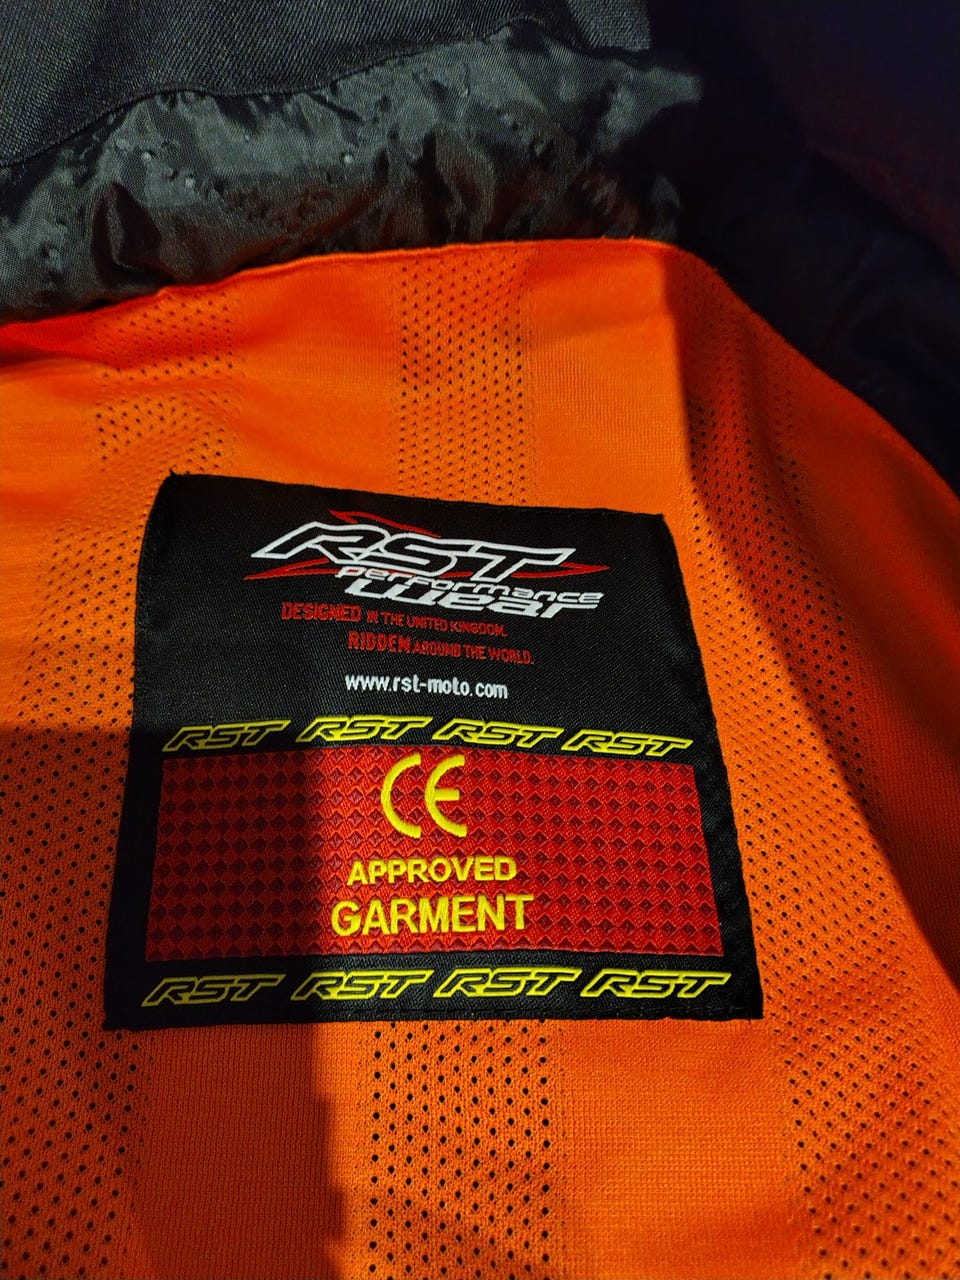 RST
performance
wear
DESIGNED IN THE UNITED KINGDOM.
RIDDEN AROUND THE WORLD.
www.rst-moto.com
RST RST RST RST
CE
APPROVED
GARMENT
RST RST RST RST